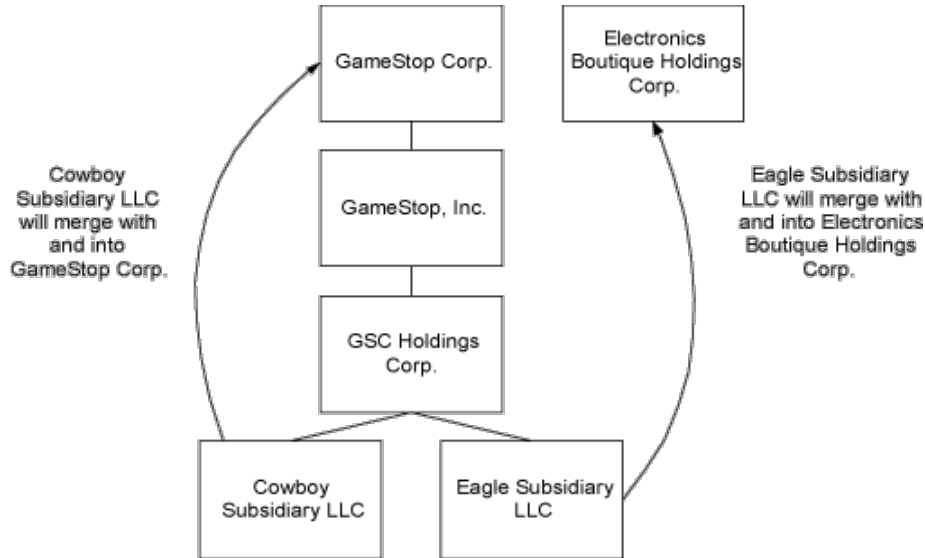 GameStop Corp.
Electronics
Boutique Holdings
Corp.
Cowboy
Subsidiary LLC
will merge with
and into
GameStop Corp.
GameStop, Inc.
Eagle Subsidiary
LLC will merge with
and into Electronics
Boutique Holdings
Corp.
GSC Holdings
Corp.
Cowboy
Subsidiary LLC
Eagle Subsidiary
LLC